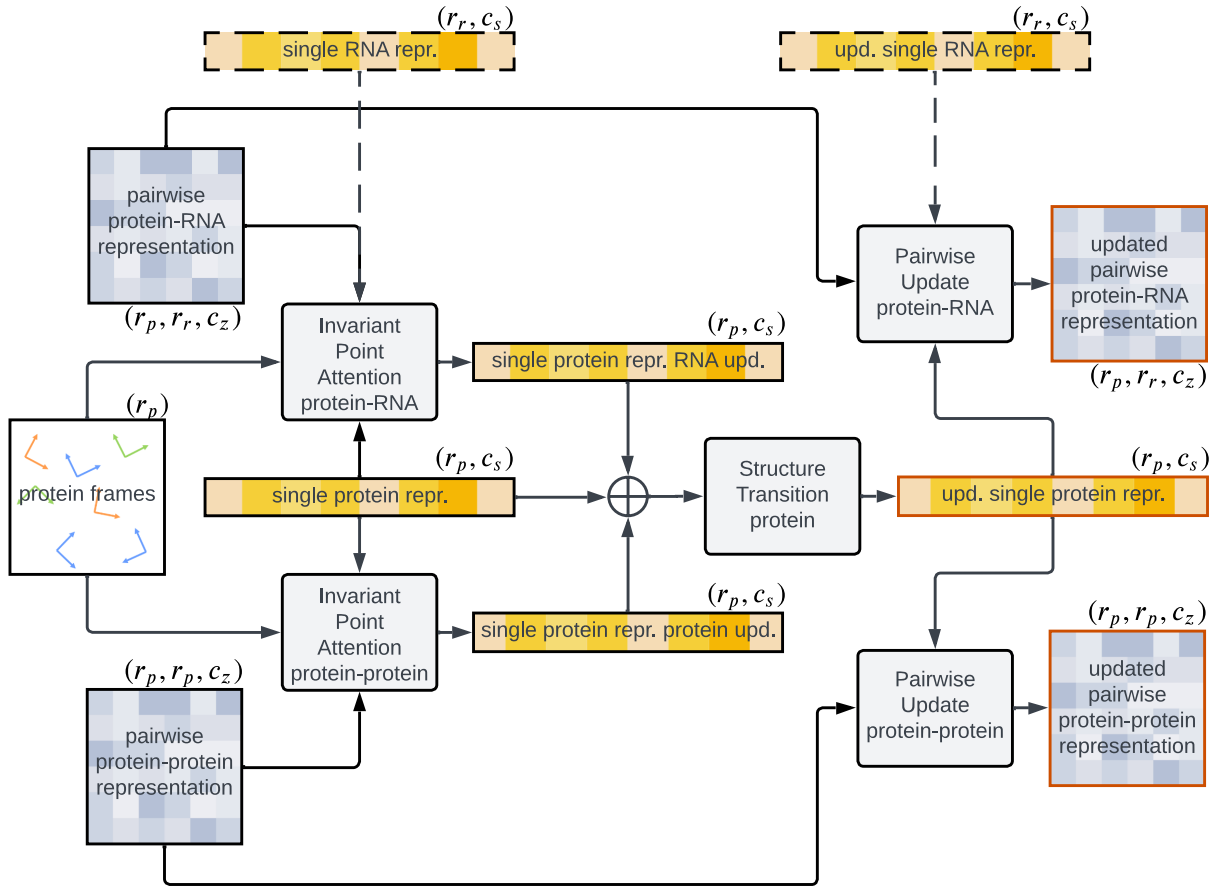 (r_r, c_s)
single RNA repr.
(r_r, c_s)
upd. single RNA repr.
pairwise
protein-RNA
representation
(r_p, r_r, c_z)
Invariant
Point
Attention
protein-RNA
(r_p, c_s)
single protein repr. RNA upd.
Pairwise
Update
protein-RNA
updated
pairwise
protein-RNA
representation
(r_p, r_r, c_z)
(r_p)
protein frames
(r_p, c_s)
single protein repr.
Structure
Transition
protein
(r_p, c_s)
upd. single protein repr.
Invariant
Point
Attention
protein-protein
(r_p, c_s)
single protein repr. protein upd.
(r_p, r_p, c_z)
pairwise
protein-protein
representation
Pairwise
Update
protein-protein
(r_p, r_p, c_z)
updated
pairwise
protein-protein
representation